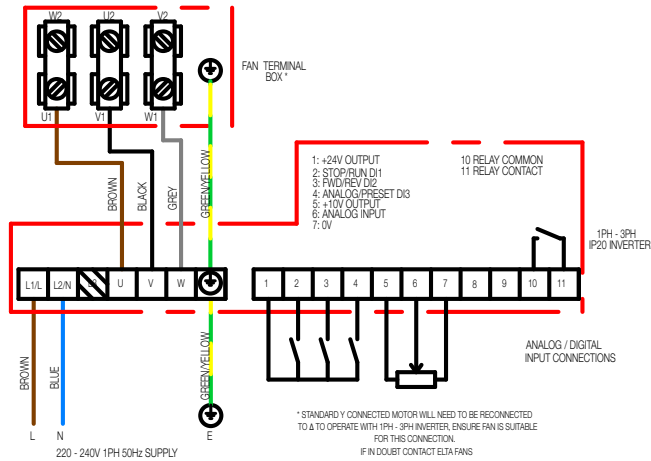 W2 U2 V2
U1 V1 W1
FAN TERMINAL
BOX *
BROWN
BLACK
GREY
GREEN/YELLOW
1: +24V OUTPUT
2: STOP/RUN DI1
3: FWD/REV DI2
4: ANALOG/PRESET DI3
5: +10V OUTPUT
6: ANALOG INPUT
7: 0V
10 RELAY COMMON
11 RELAY CONTACT
1PH - 3PH
IP20 INVERTER
L1/L L2/N L3 U V W
1 2 3 4 5 6 7 8 9 10 11
BROWN
BLUE
GREEN/YELLOW
L N E
220 - 240V 1PH 50Hz SUPPLY
ANALOG / DIGITAL
INPUT CONNECTIONS
* STANDARD Y CONNECTED MOTOR WILL NEED TO BE RECONNECTED
TO Δ TO OPERATE WITH 1PH - 3PH INVERTER, ENSURE FAN IS SUITABLE
FOR THIS CONNECTION.
IF IN DOUBT CONTACT ELTA FANS